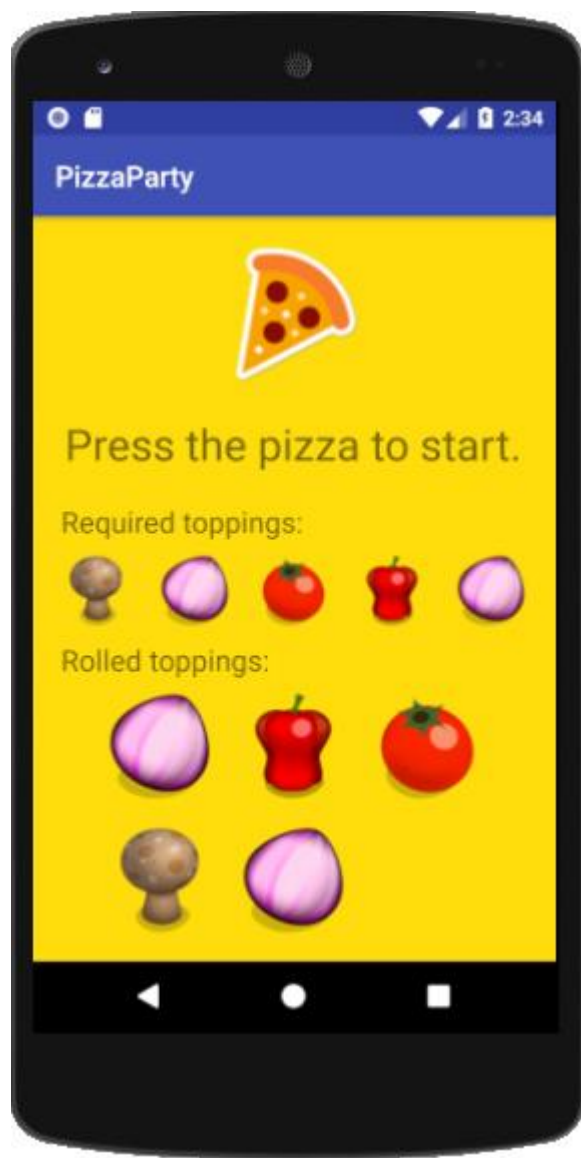 2:34
PizzaParty
Press the pizza to start.
Required toppings:
Rolled toppings: